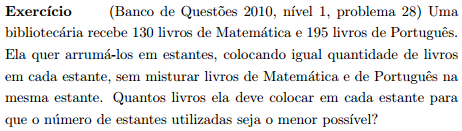 Exercício (Banco de Questões 2010, nível 1, problema 28) Uma
bibliotecária recebe 130 livros de Matemática e 195 livros de Português.
Ela quer arrumá-los em estantes, colocando igual quantidade de livros
em cada estante, sem misturar livros de Matemática e de Português na
mesma estante. Quantos livros ela deve colocar em cada estante para
que o número de estantes utilizadas seja o menor possível?